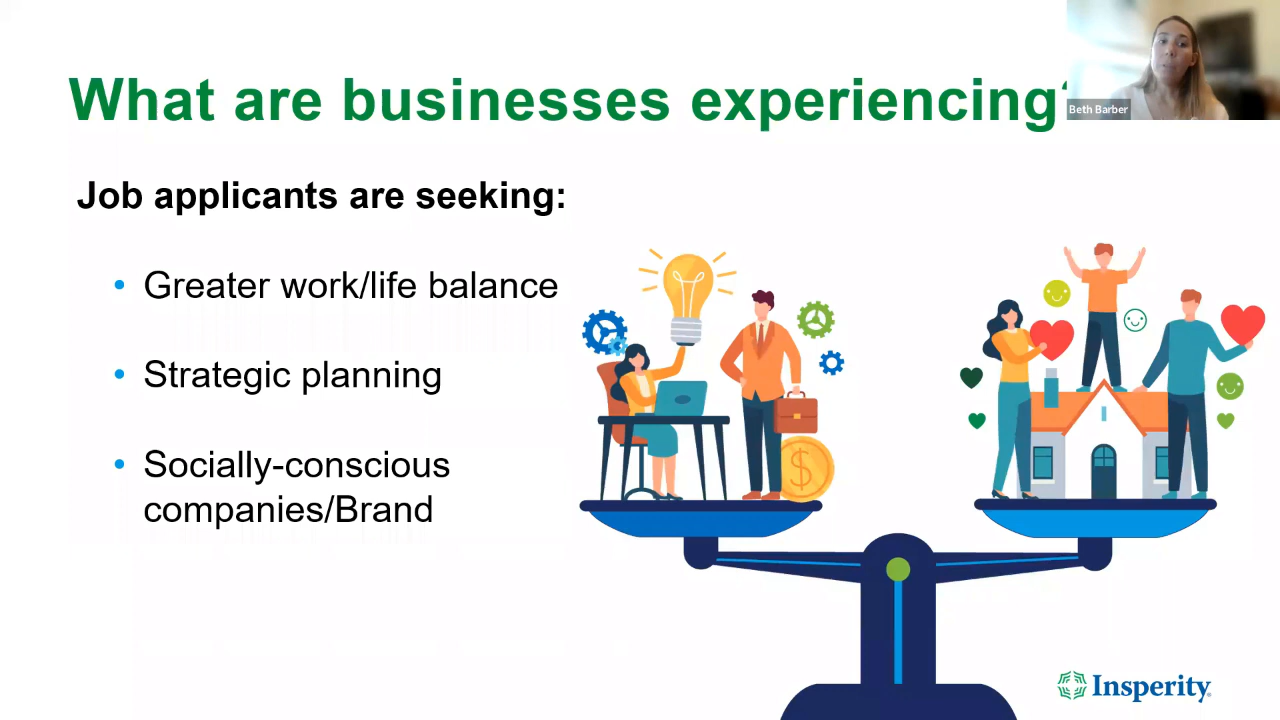 What are businesses experiencing?
Beth Barber
Job applicants are seeking:
• Greater work/life balance
• Strategic planning
• Socially-conscious
companies/Brand
$
Insperity